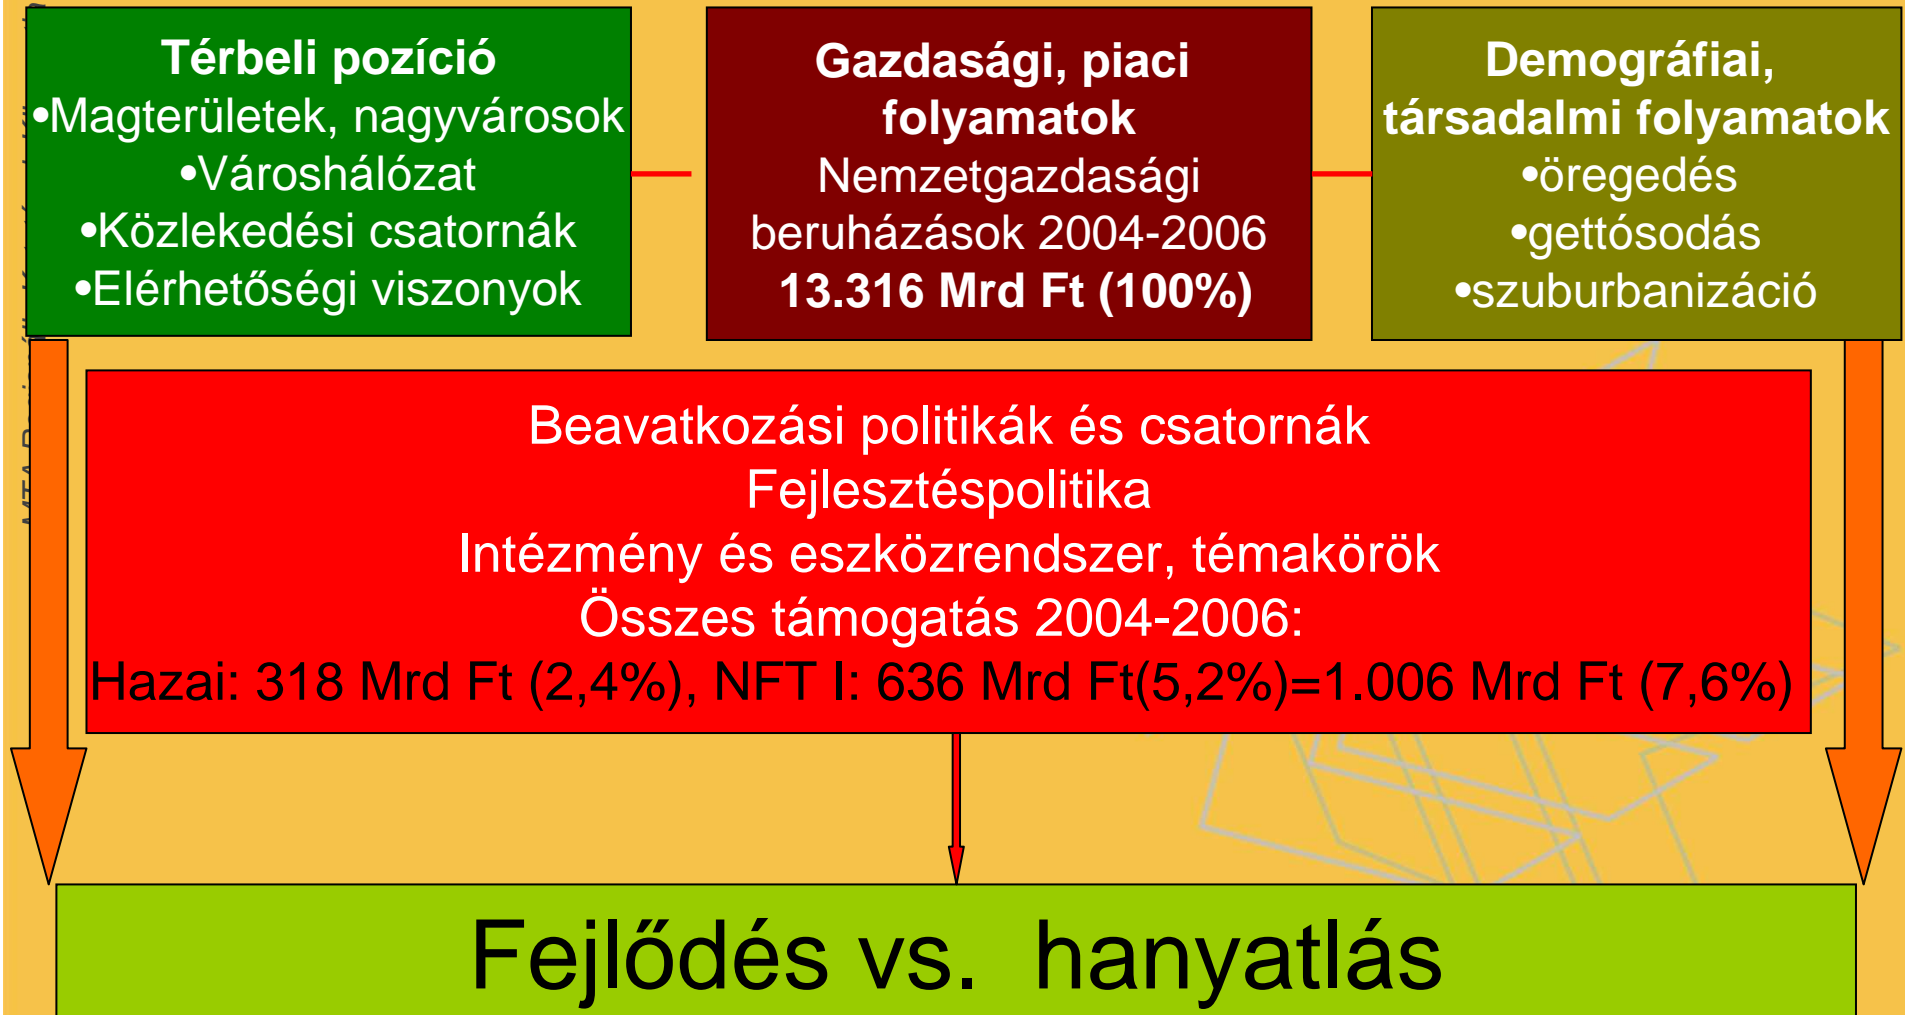 Térbeli pozíció
•Magterületek, nagyvárosok
•Városhálózat
•Közlekedési csatornák
•Elérhetőségi viszonyok
Gazdasági, piaci
folyamatok
Nemzetgazdasági
beruházások 2004-2006
13.316 Mrd Ft (100%)
Demográfiai,
társadalmi folyamatok
•öregedés
•gettósodás
•szuburbanizáció
Beavatkozási politikák és csatornák
Fejlesztéspolitika
Intézmény és eszközrendszer, témakörök
Összes támogatás 2004-2006:
Hazai: 318 Mrd Ft (2,4%), NFT I: 636 Mrd Ft(5,2%)=1.006 Mrd Ft (7,6%)
Fejlődés vs. hanyatlás